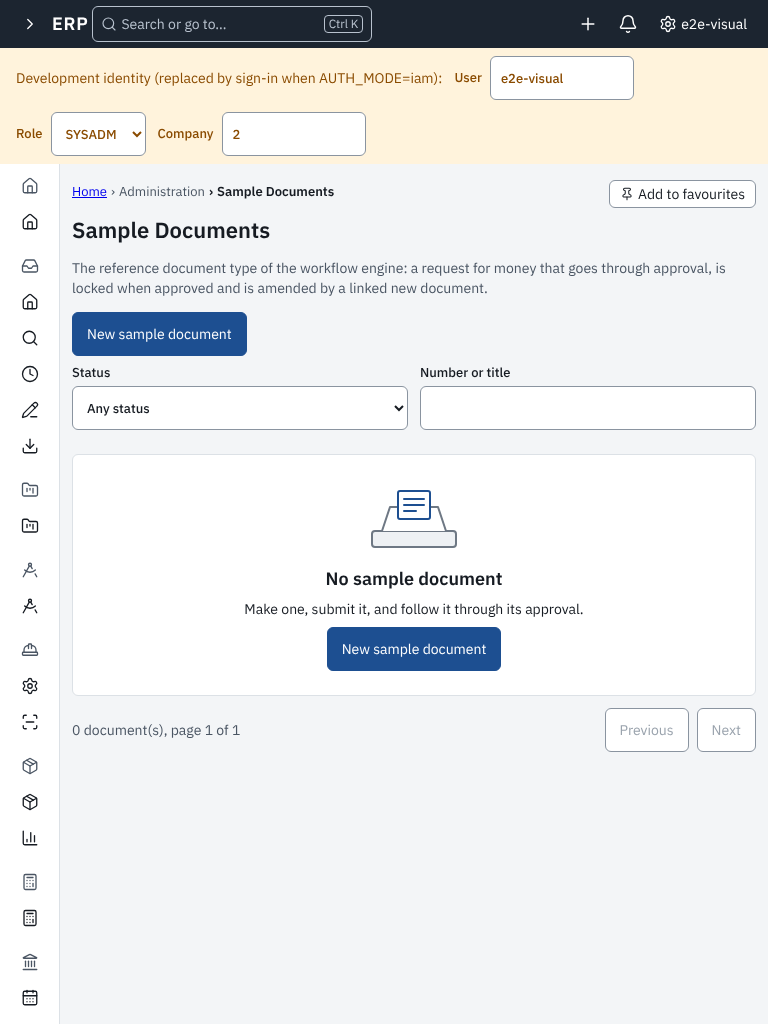 ERP
Search or go to...
Ctrl K
e2e-visual
Development identity (replaced by sign-in when AUTH_MODE=iam):
User
e2e-visual
Role
SYSADM
Company
2
Home › Administration › Sample Documents
Add to favourites
Sample Documents
The reference document type of the workflow engine: a request for money that goes through approval, is
locked when approved and is amended by a linked new document.
New sample document
Status
Number or title
Any status
No sample document
Make one, submit it, and follow it through its approval.
New sample document
0 document(s), page 1 of 1
Previous
Next